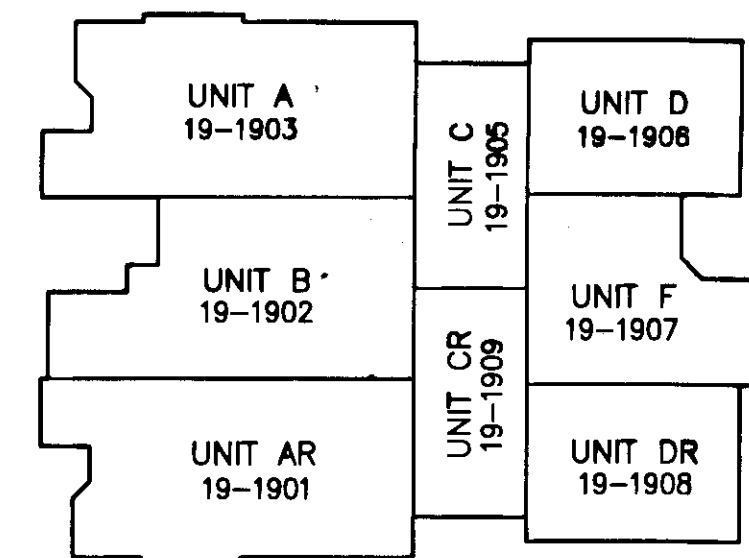 UNIT A
19-1903
UNIT C
19-1905
UNIT D
19-1906
UNIT B
19-1902
UNIT F
19-1907
UNIT CR
19-1909
UNIT AR
19-1901
UNIT DR
19-1908